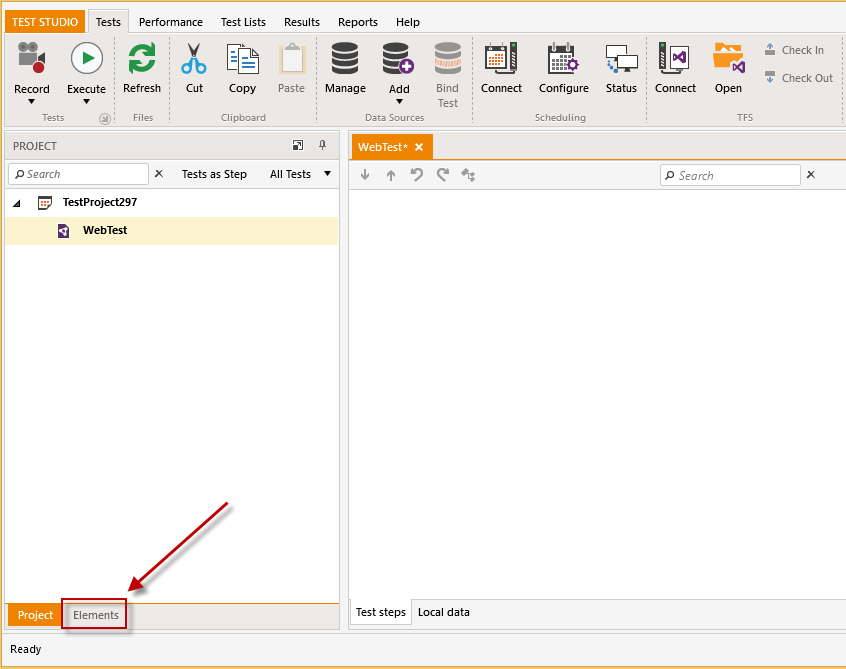 TEST STUDIO Tests Performance Test Lists Results Reports Help
Record Execute Refresh Cut Copy Paste Manage Add Bind Test Connect Configure Status Connect Open Check In Check Out
Tests Files Clipboard Data Sources Scheduling TFS
PROJECT
WebTest*
Search Tests as Step All Tests
Search
TestProject297
WebTest
Project Elements
Test steps Local data
Ready